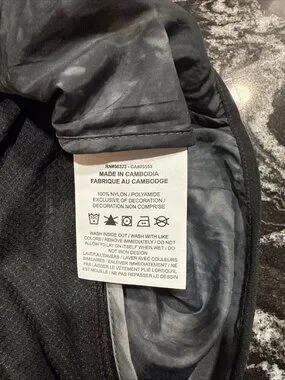 RN#56323 - CA#05553
MADE IN CAMBODIA
FABRIQUE AU CAMBODGE
100% NYLON / POLYAMIDE
EXCLUSIVE OF DECORATION /
DECORATION NON COMPRISE
WASH INSIDE OUT / WASH WITH LIKE
COLORS / REMOVE IMMEDIATELY / DO NOT
ALLOW TO LAY ON ITSELF WHEN WET / DO
NOT IRON DESIGN
LAVER A L'ENVERS / LAVER AVEC COULEURS
SIMILAIRES / ENLEVER IMMEDIATEMENT / NE PAS
LAISSER LE VÊTEMENT PLIÉ LORSQU'IL
EST MOUILLE / NE PAS REPASSER LE DESSIN